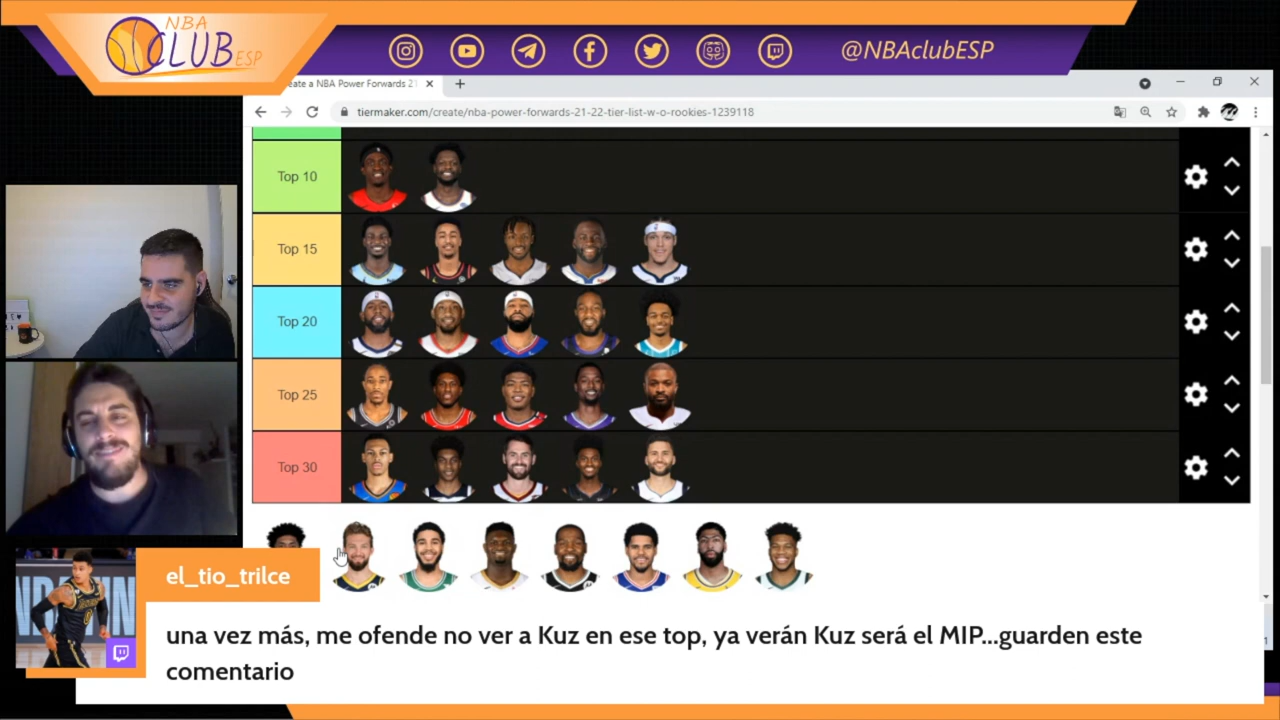 NBA
CLUB
ESP
@NBAclubESP
eate a NBA Power Forwards 21
tiermaker.com/create/nba-power-forwards-21-22-tier-list-w-o-rookies-1239118
Top 10
Top 15
Top 20
Top 25
Top 30
el_tio_trilce
una vez más, me ofende no ver a Kuz en ese top, ya verán Kuz será el MIP...guarden este
comentario